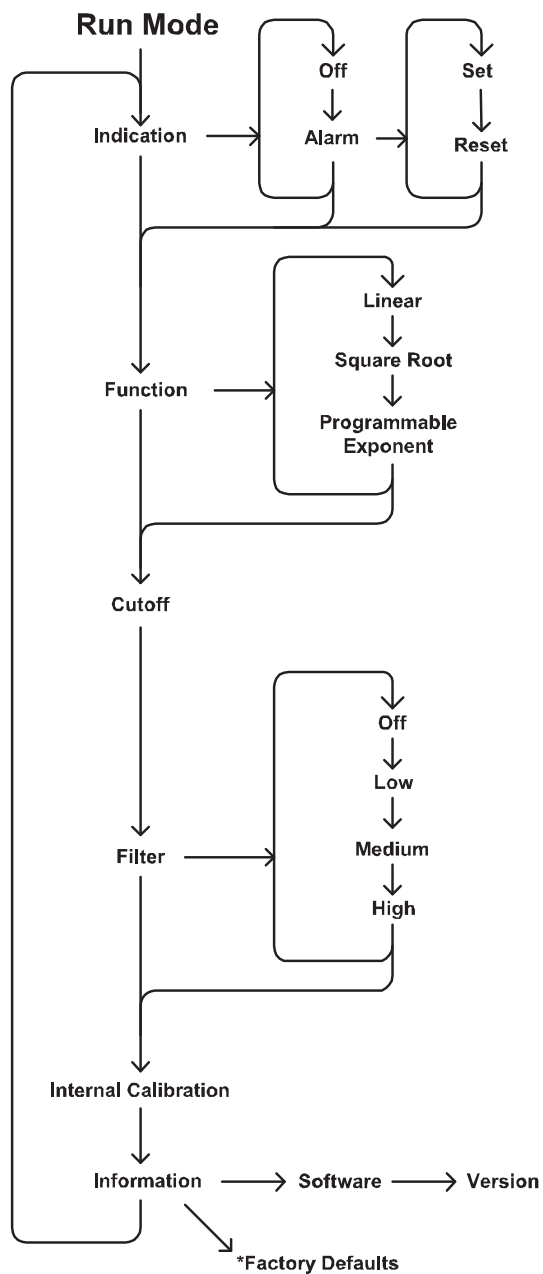 Run Mode
Off
Set
Indication
Alarm
Reset
Linear
Function
Square Root
Programmable
Exponent
Cutoff
Off
Low
Filter
Medium
High
Internal Calibration
Information
Software
Version
*Factory Defaults